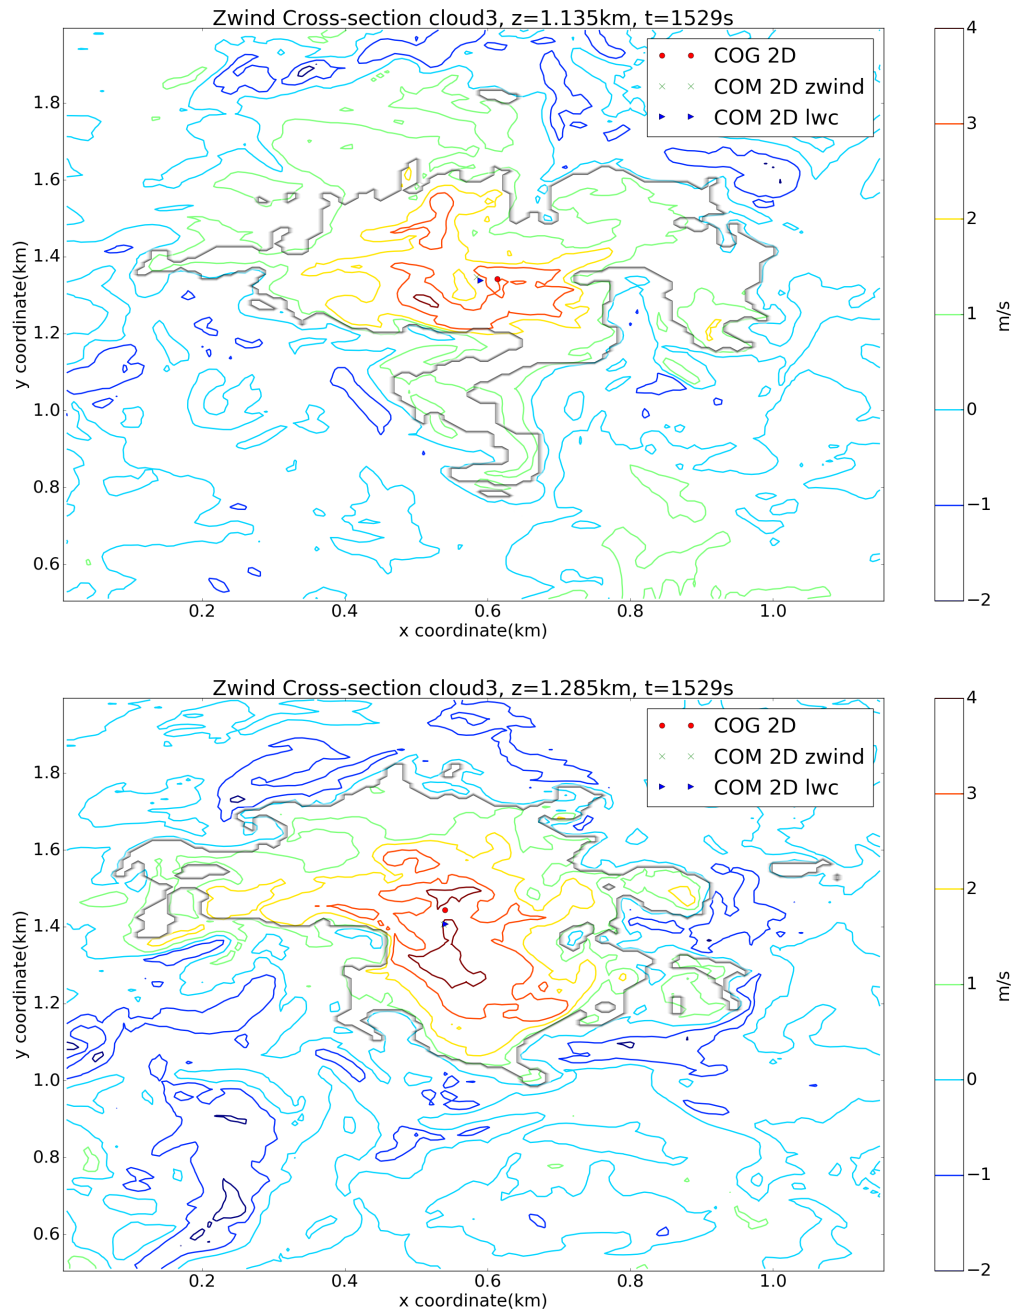 Zwind Cross-section cloud3, z=1.135km, t=1529s
COG 2D
COM 2D zwind
COM 2D lwc
1.8
1.6
1.4
1.2
1.0
0.8
0.6
y coordinate(km)
0.2 0.4 0.6 0.8 1.0
x coordinate(km)
4
3
2
1
0
−1
−2
m/s
Zwind Cross-section cloud3, z=1.285km, t=1529s
COG 2D
COM 2D zwind
COM 2D lwc
1.8
1.6
1.4
1.2
1.0
0.8
0.6
y coordinate(km)
0.2 0.4 0.6 0.8 1.0
x coordinate(km)
4
3
2
1
0
−1
−2
m/s